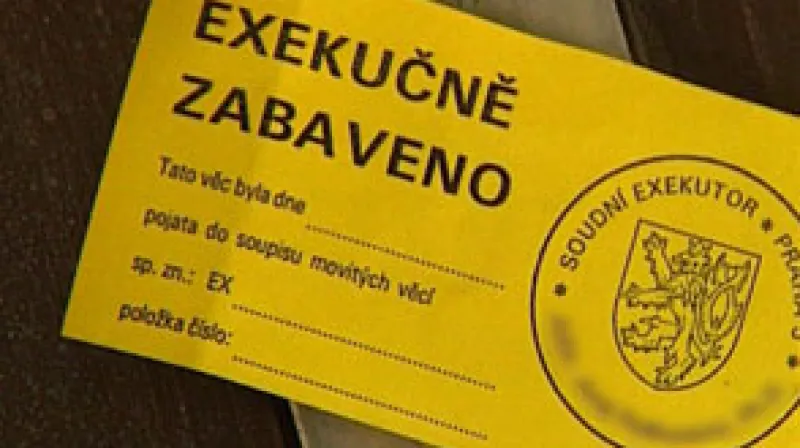 EXEKUČNĚ
ZABAVENO
Tato věc byla dne
pojata do soupisu movitých věcí
sp. zn.: EX
položka číslo:
• SOUDNÍ EXEKUTOR • PRAHA 5 •